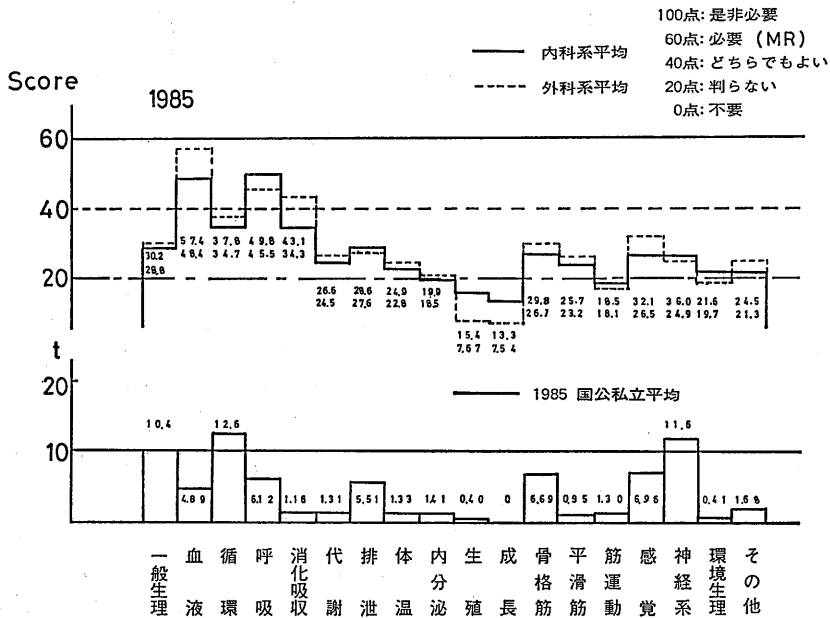 100点: 是非必要
60点: 必要 (MR)
40点: どちらでもよい
20点: 判らない
0点: 不要
内科系平均
外科系平均
Score
1985
60
40
20
30.2 57.4 37.8 49.8 43.1 26.6 28.6 24.9 19.9 15.4 13.3 29.8 25.7 18.5 32.1 36.0 21.6 24.5
28.8 48.4 34.7 45.5 34.3 24.5 27.6 22.8 18.5 7.67 7.54 26.7 23.2 18.1 26.5 24.9 19.7 21.3
t
20
10
1985 国公私立平均
10.4 4.89 12.6 6.12 1.16 1.31 5.51 1.33 1.41 0.40 0 6.69 0.95 1.30 6.96 11.6 0.41 1.68
一般生理
血液
循環
呼吸
消化吸収
代謝
排泄
体温
内分泌
生殖
成長
骨格筋
平滑筋
筋運動
感覚
神経系
環境生理
その他